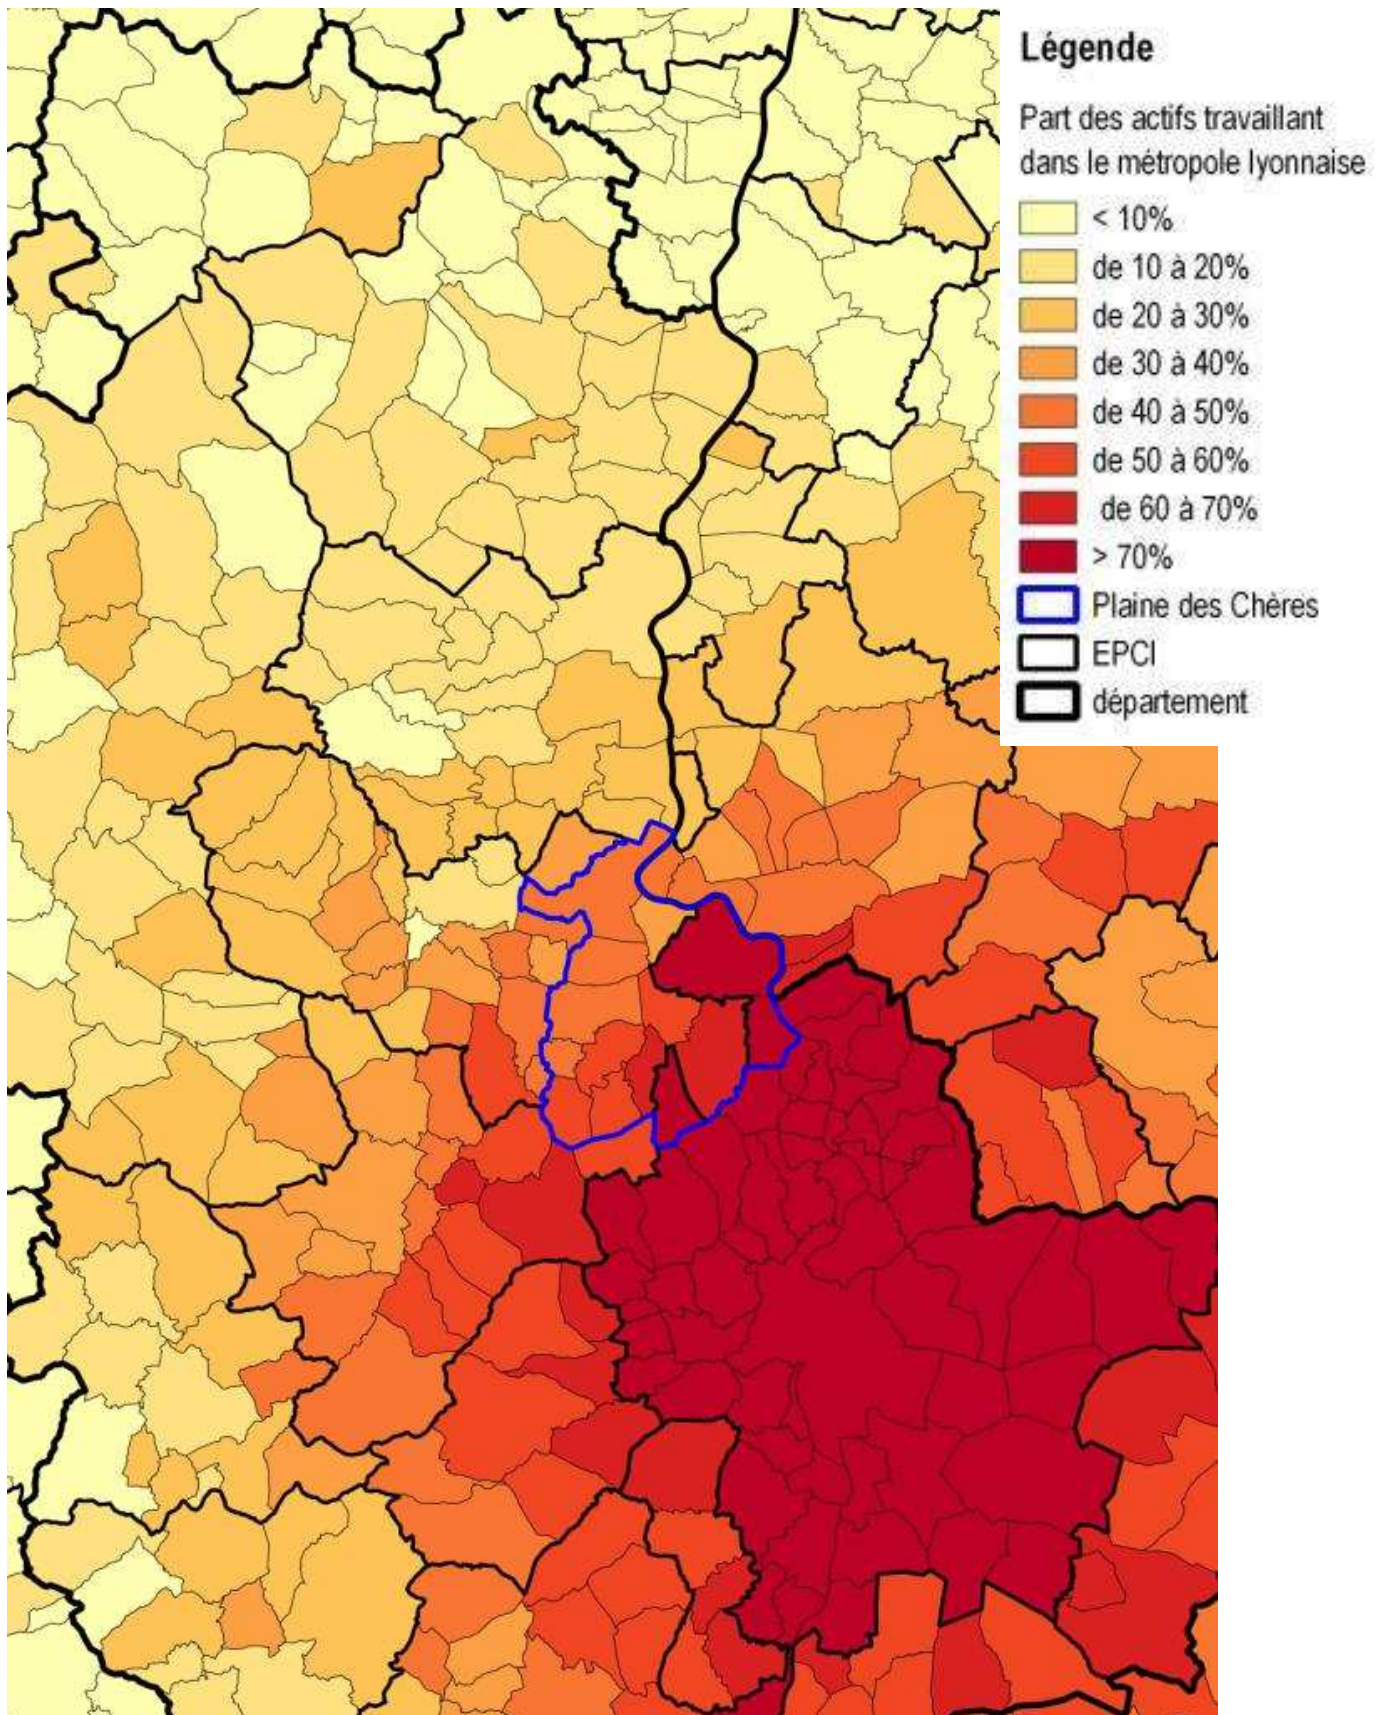 Légende
Part des actifs travaillant
dans le métropole lyonnaise
< 10%
de 10 à 20%
de 20 à 30%
de 30 à 40%
de 40 à 50%
de 50 à 60%
de 60 à 70%
> 70%
Plaine des Chères
EPCI
département